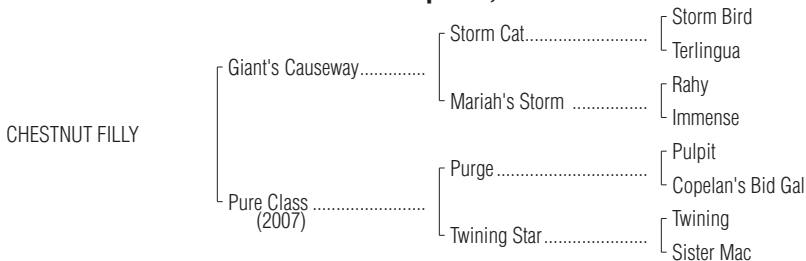 Storm Bird
Storm Cat..........................
Terlingua
Giant's Causeway..............
Rahy
Mariah's Storm ................
Immense
CHESTNUT FILLY
Pulpit
Purge................................
Copelan's Bid Gal
Pure Class ........................
(2007)
Twining
Twining Star......................
Sister Mac